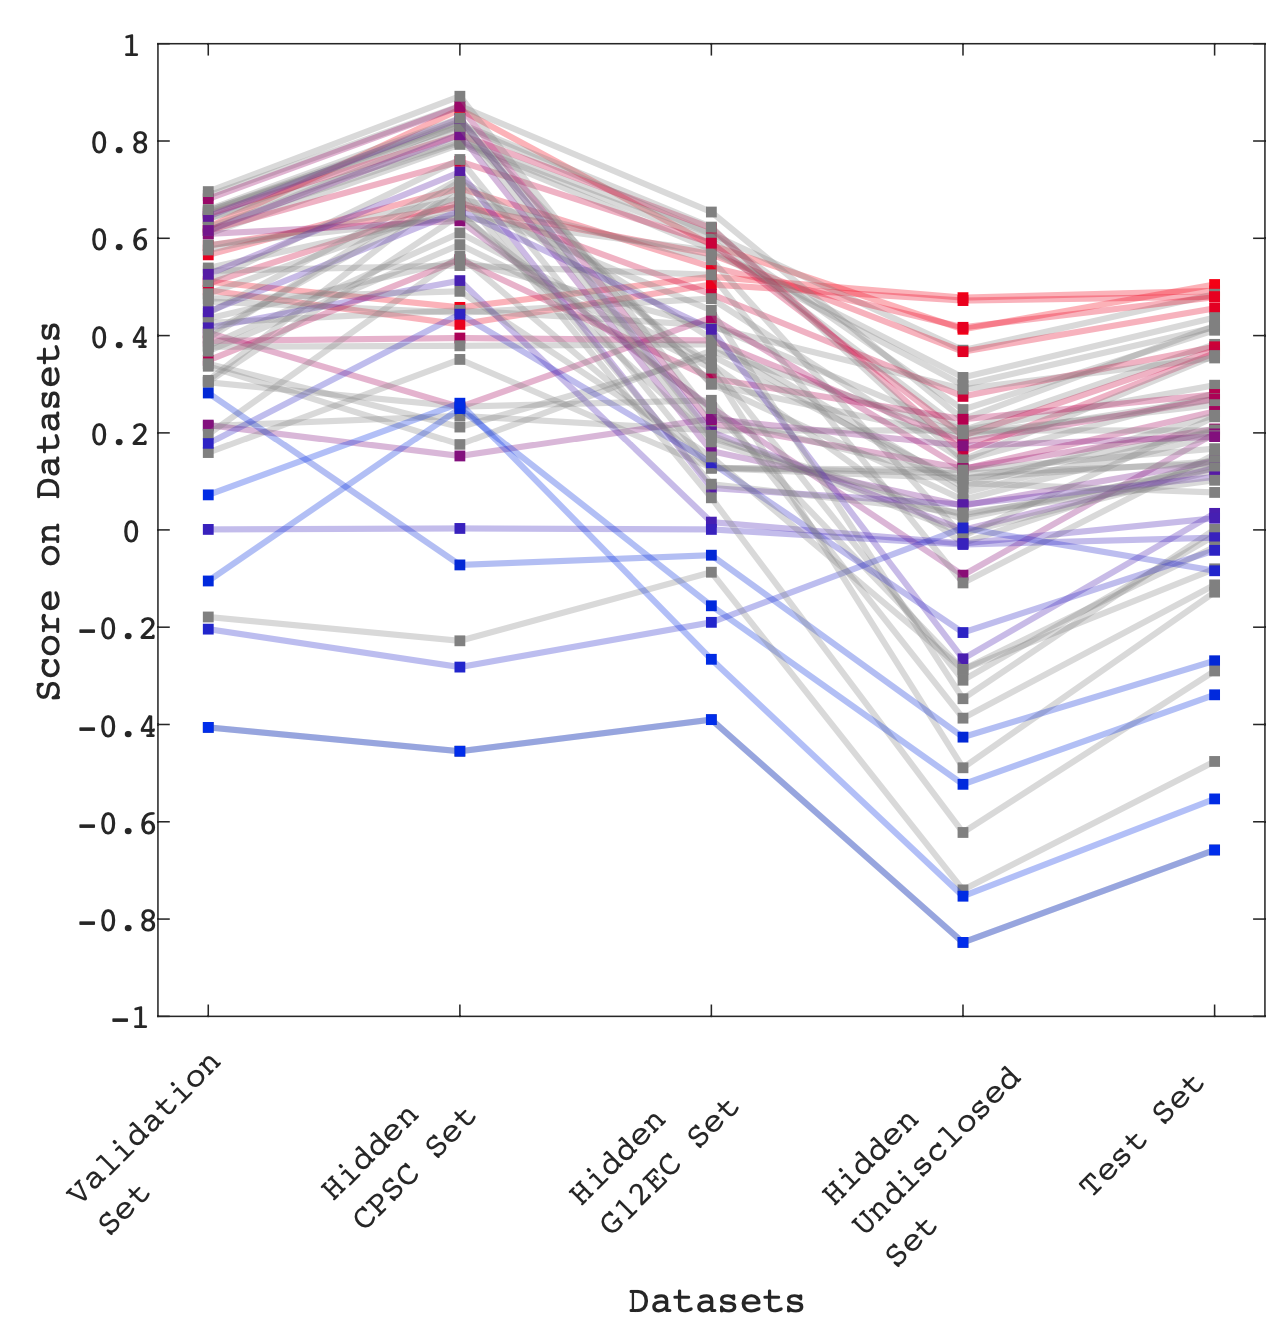 1
0.8
0.6
0.4
0.2
0
-0.2
-0.4
-0.6
-0.8
-1
Score on Datasets
Validation
Set
Hidden
CPSC Set
Hidden
G12EC Set
Hidden
Undisclosed
Set
Test Set
Datasets